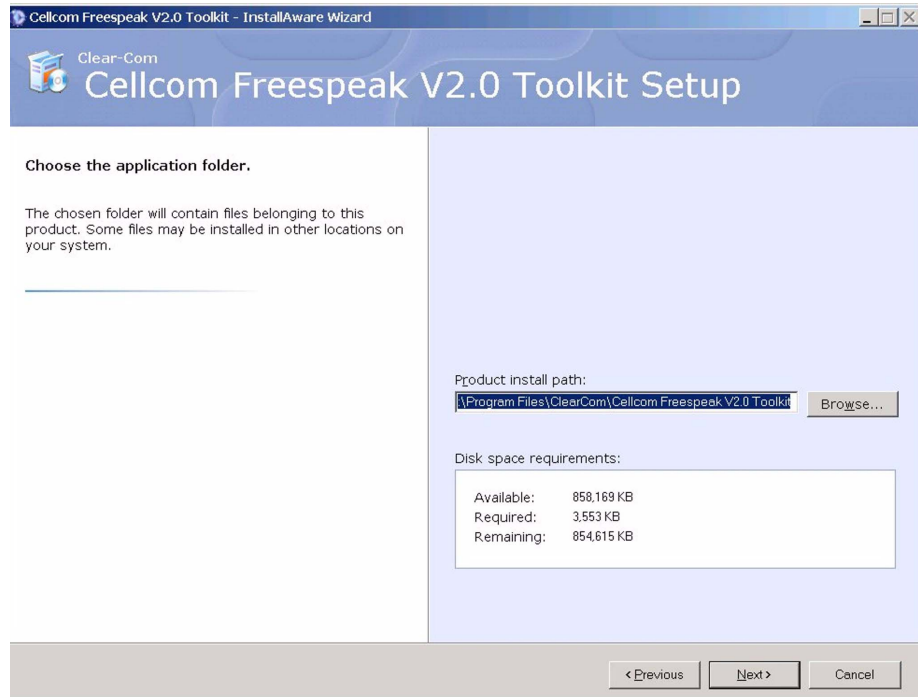 Cellcom Freespeak V2.0 Toolkit - InstallAware Wizard
Clear-Com
Cellcom Freespeak V2.0 Toolkit Setup
Choose the application folder.
The chosen folder will contain files belonging to this
product. Some files may be installed in other locations on
your system.
Product install path:
:\Program Files\ClearCom\Cellcom Freespeak V2.0 Toolkit
Browse...
Disk space requirements:
Available: 858,169 KB
Required: 3,553 KB
Remaining: 854,615 KB
< Previous
Next >
Cancel